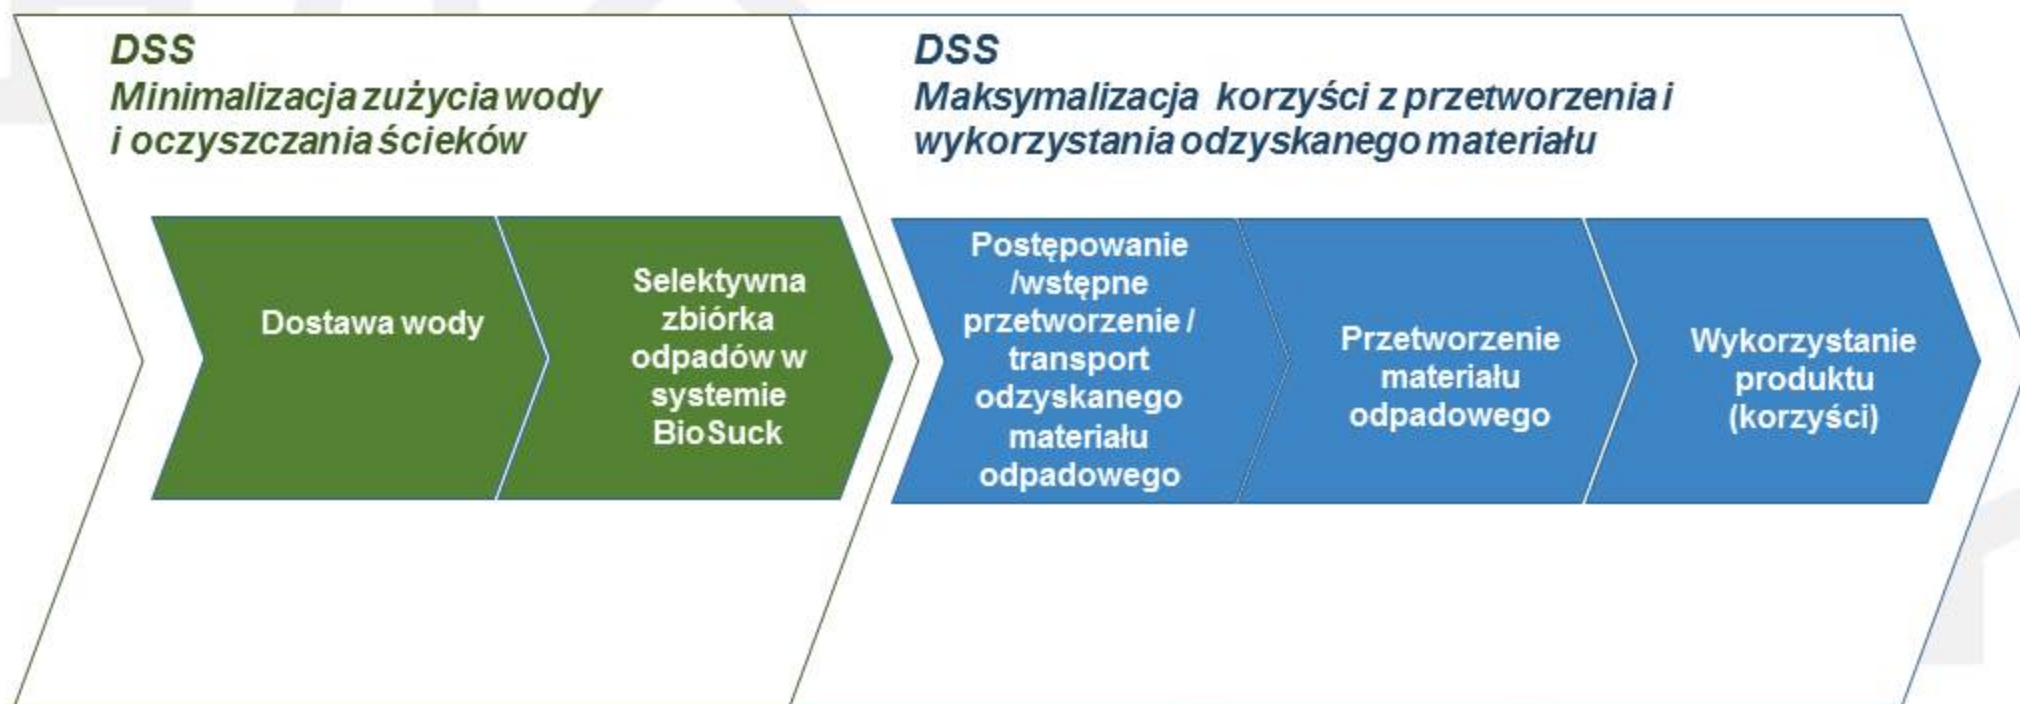 DSS
Minimalizacja zużycia wody
i oczyszczania ścieków
DSS
Maksymalizacja korzyści z przetworzenia i
wykorzystania odzyskanego materiału
Dostawa wody
Selektywna
zbiórka
odpadów w
systemie
BioSuck
Postępowanie
/wstępne
przetworzenie /
transport
odzyskanego
materiału
odpadowego
Przetworzenie
materiału
odpadowego
Wykorzystanie
produktu
(korzyści)